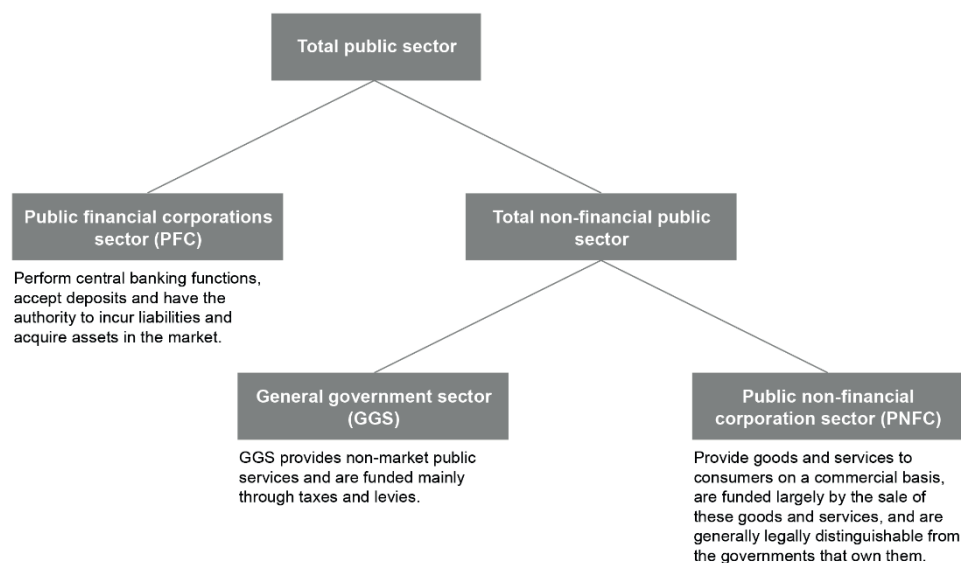 Total public sector
Public financial corporations
sector (PFC)
Perform central banking functions,
accept deposits and have the
authority to incur liabilities and
acquire assets in the market.
Total non-financial public
sector
General government sector
(GGS)
GGS provides non-market public
services and are funded mainly
through taxes and levies.
Public non-financial
corporation sector (PNFC)
Provide goods and services to
consumers on a commercial basis,
are funded largely by the sale of
these goods and services, and are
generally legally distinguishable from
the governments that own them.